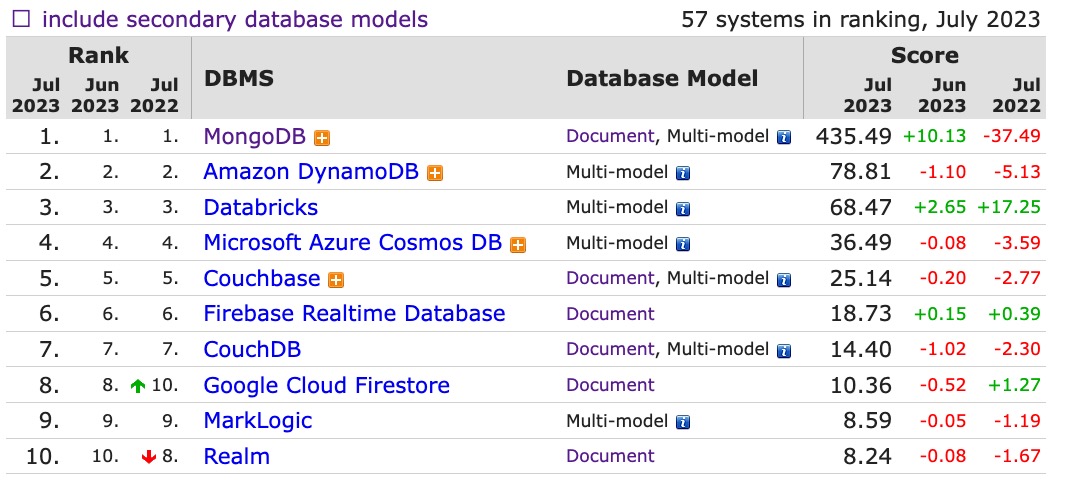 include secondary database models 57 systems in ranking, July 2023
Rank DBMS Database Model Score
Jul 2023 Jun 2023 Jul 2022 Jul 2023 Jun 2023 Jul 2022
1. 1. 1. MongoDB Document, Multi-model 435.49 +10.13 -37.49
2. 2. 2. Amazon DynamoDB Multi-model 78.81 -1.10 -5.13
3. 3. 3. Databricks Multi-model 68.47 +2.65 +17.25
4. 4. 4. Microsoft Azure Cosmos DB Multi-model 36.49 -0.08 -3.59
5. 5. 5. Couchbase Document, Multi-model 25.14 -0.20 -2.77
6. 6. 6. Firebase Realtime Database Document 18.73 +0.15 +0.39
7. 7. 7. CouchDB Document, Multi-model 14.40 -1.02 -2.30
8. 8. 10. Google Cloud Firestore Document 10.36 -0.52 +1.27
9. 9. 9. MarkLogic Multi-model 8.59 -0.05 -1.19
10. 10. 8. Realm Document 8.24 -0.08 -1.67